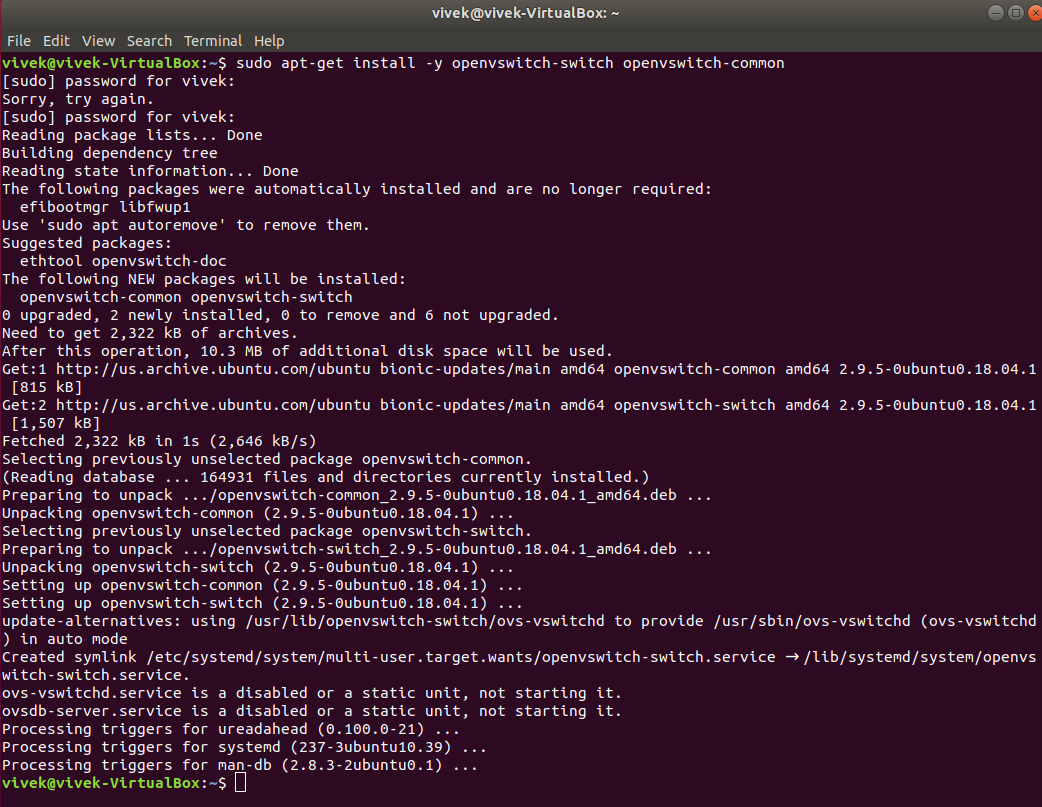 vivek@vivek-VirtualBox: ~
File Edit View Search Terminal Help
vivek@vivek-VirtualBox:~$ sudo apt-get install -y openvswitch-switch openvswitch-common
[sudo] password for vivek:
Sorry, try again.
[sudo] password for vivek:
Reading package lists... Done
Building dependency tree
Reading state information... Done
The following packages were automatically installed and are no longer required:
  efibootmgr libfwup1
Use 'sudo apt autoremove' to remove them.
Suggested packages:
  ethtool openvswitch-doc
The following NEW packages will be installed:
  openvswitch-common openvswitch-switch
0 upgraded, 2 newly installed, 0 to remove and 6 not upgraded.
Need to get 2,322 kB of archives.
After this operation, 10.3 MB of additional disk space will be used.
Get:1 http://us.archive.ubuntu.com/ubuntu bionic-updates/main amd64 openvswitch-common amd64 2.9.5-0ubuntu0.18.04.1
 [815 kB]
Get:2 http://us.archive.ubuntu.com/ubuntu bionic-updates/main amd64 openvswitch-switch amd64 2.9.5-0ubuntu0.18.04.1
 [1,507 kB]
Fetched 2,322 kB in 1s (2,646 kB/s)
Selecting previously unselected package openvswitch-common.
(Reading database ... 164931 files and directories currently installed.)
Preparing to unpack .../openvswitch-common_2.9.5-0ubuntu0.18.04.1_amd64.deb ...
Unpacking openvswitch-common (2.9.5-0ubuntu0.18.04.1) ...
Selecting previously unselected package openvswitch-switch.
Preparing to unpack .../openvswitch-switch_2.9.5-0ubuntu0.18.04.1_amd64.deb ...
Unpacking openvswitch-switch (2.9.5-0ubuntu0.18.04.1) ...
Setting up openvswitch-common (2.9.5-0ubuntu0.18.04.1) ...
Setting up openvswitch-switch (2.9.5-0ubuntu0.18.04.1) ...
update-alternatives: using /usr/lib/openvswitch-switch/ovs-vswitchd to provide /usr/sbin/ovs-vswitchd (ovs-vswitchd
) in auto mode
Created symlink /etc/systemd/system/multi-user.target.wants/openvswitch-switch.service → /lib/systemd/system/openvs
witch-switch.service.
ovs-vswitchd.service is a disabled or a static unit, not starting it.
ovsdb-server.service is a disabled or a static unit, not starting it.
Processing triggers for ureadahead (0.100.0-21) ...
Processing triggers for systemd (237-3ubuntu10.39) ...
Processing triggers for man-db (2.8.3-2ubuntu0.1) ...
vivek@vivek-VirtualBox:~$